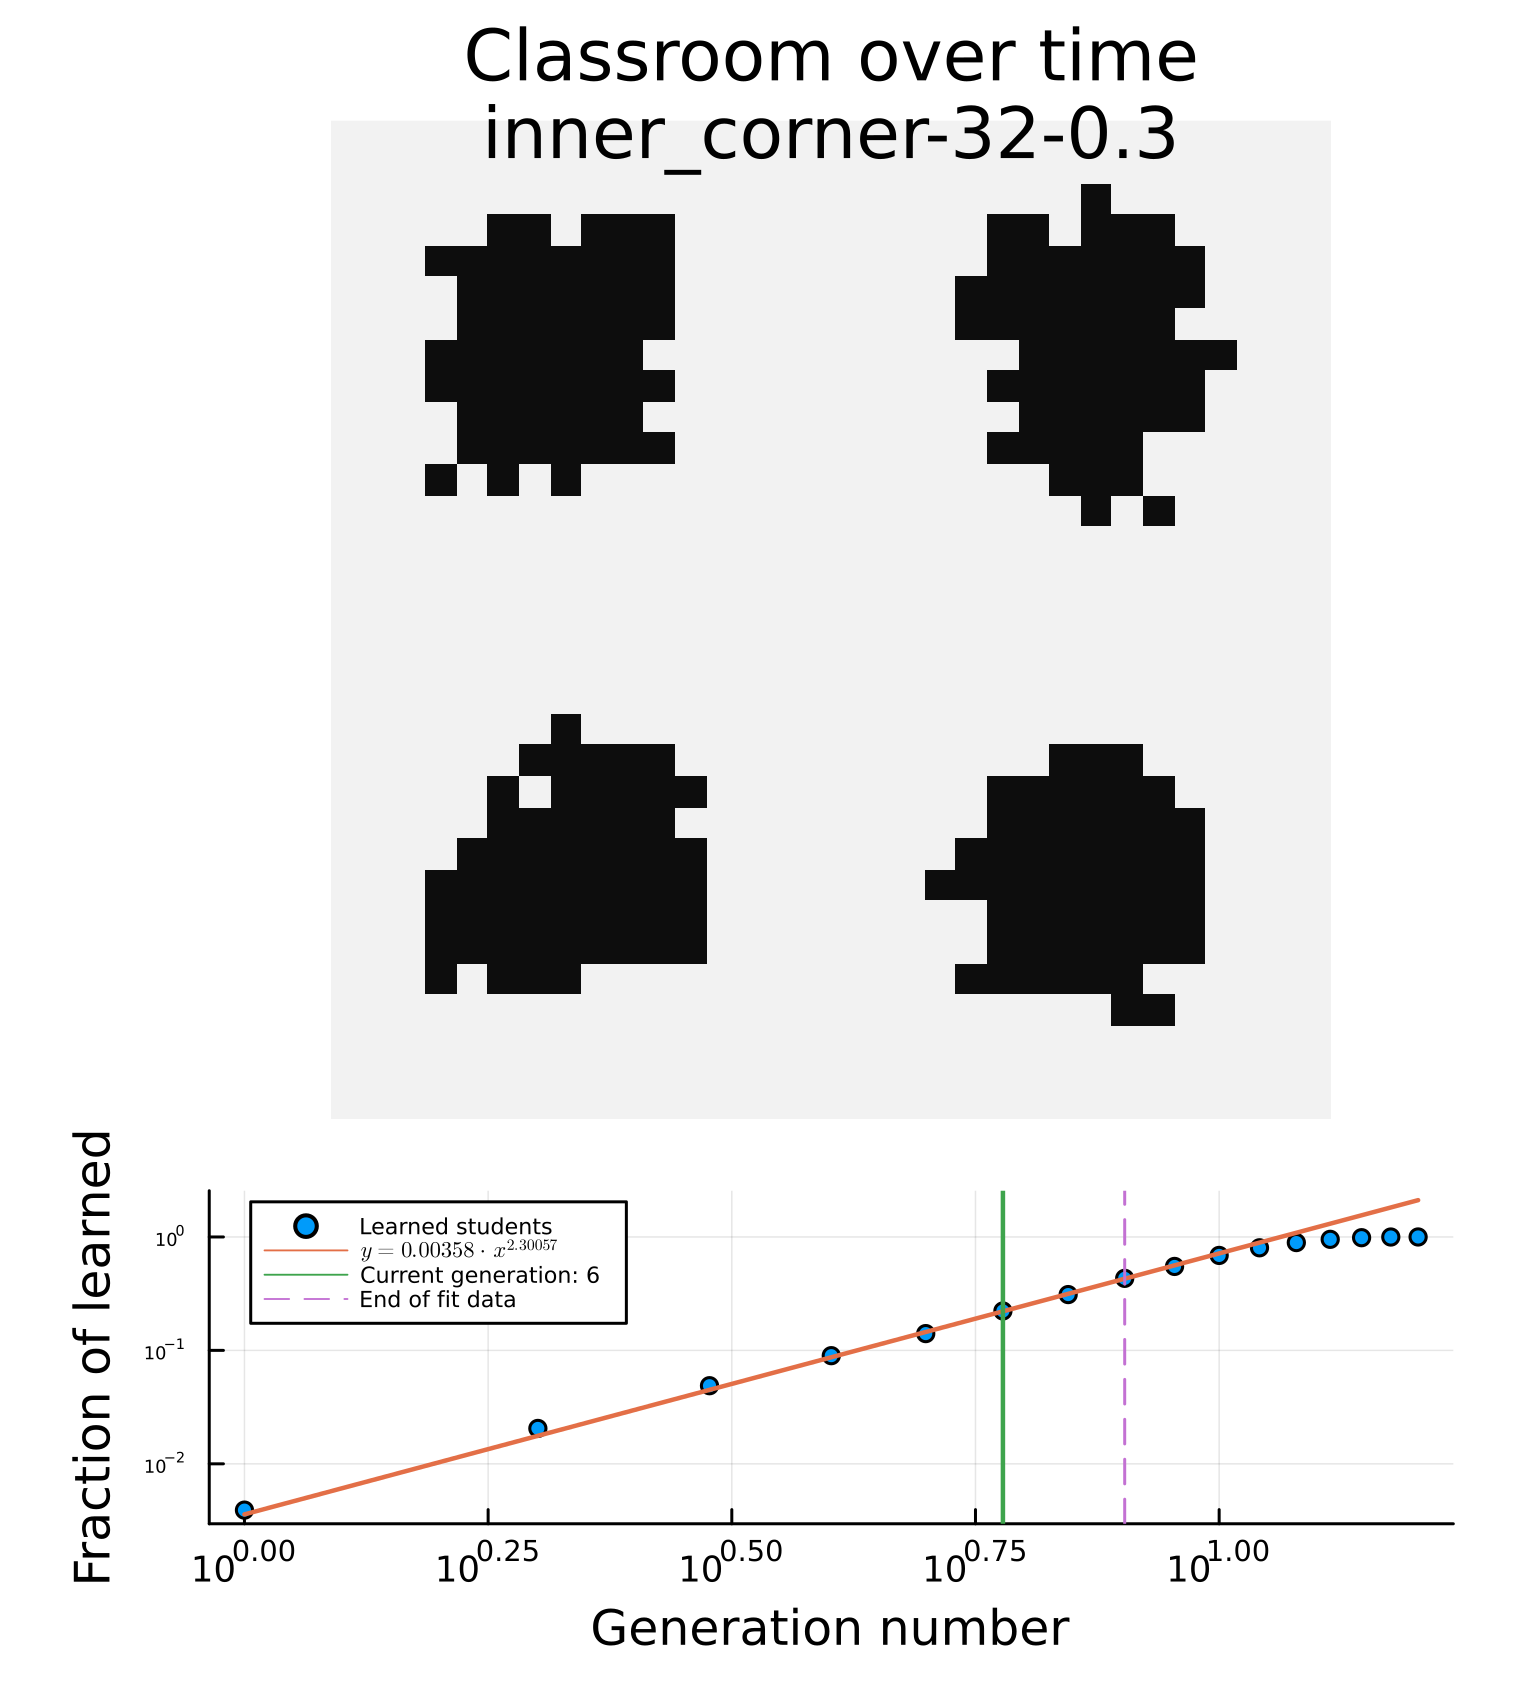 Classroom over time
inner_corner-32-0.3
Fraction of learned
10^0
10^−1
10^−2
Learned students
y = 0.00358 · x^2.30057
Current generation: 6
End of fit data
10^0.00 10^0.25 10^0.50 10^0.75 10^1.00
Generation number